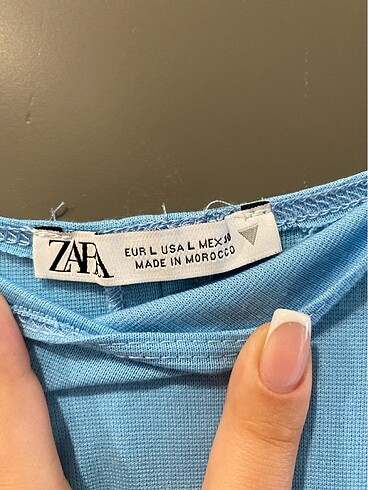 ZARA
EUR L USA L MEX 30
MADE IN MOROCCO